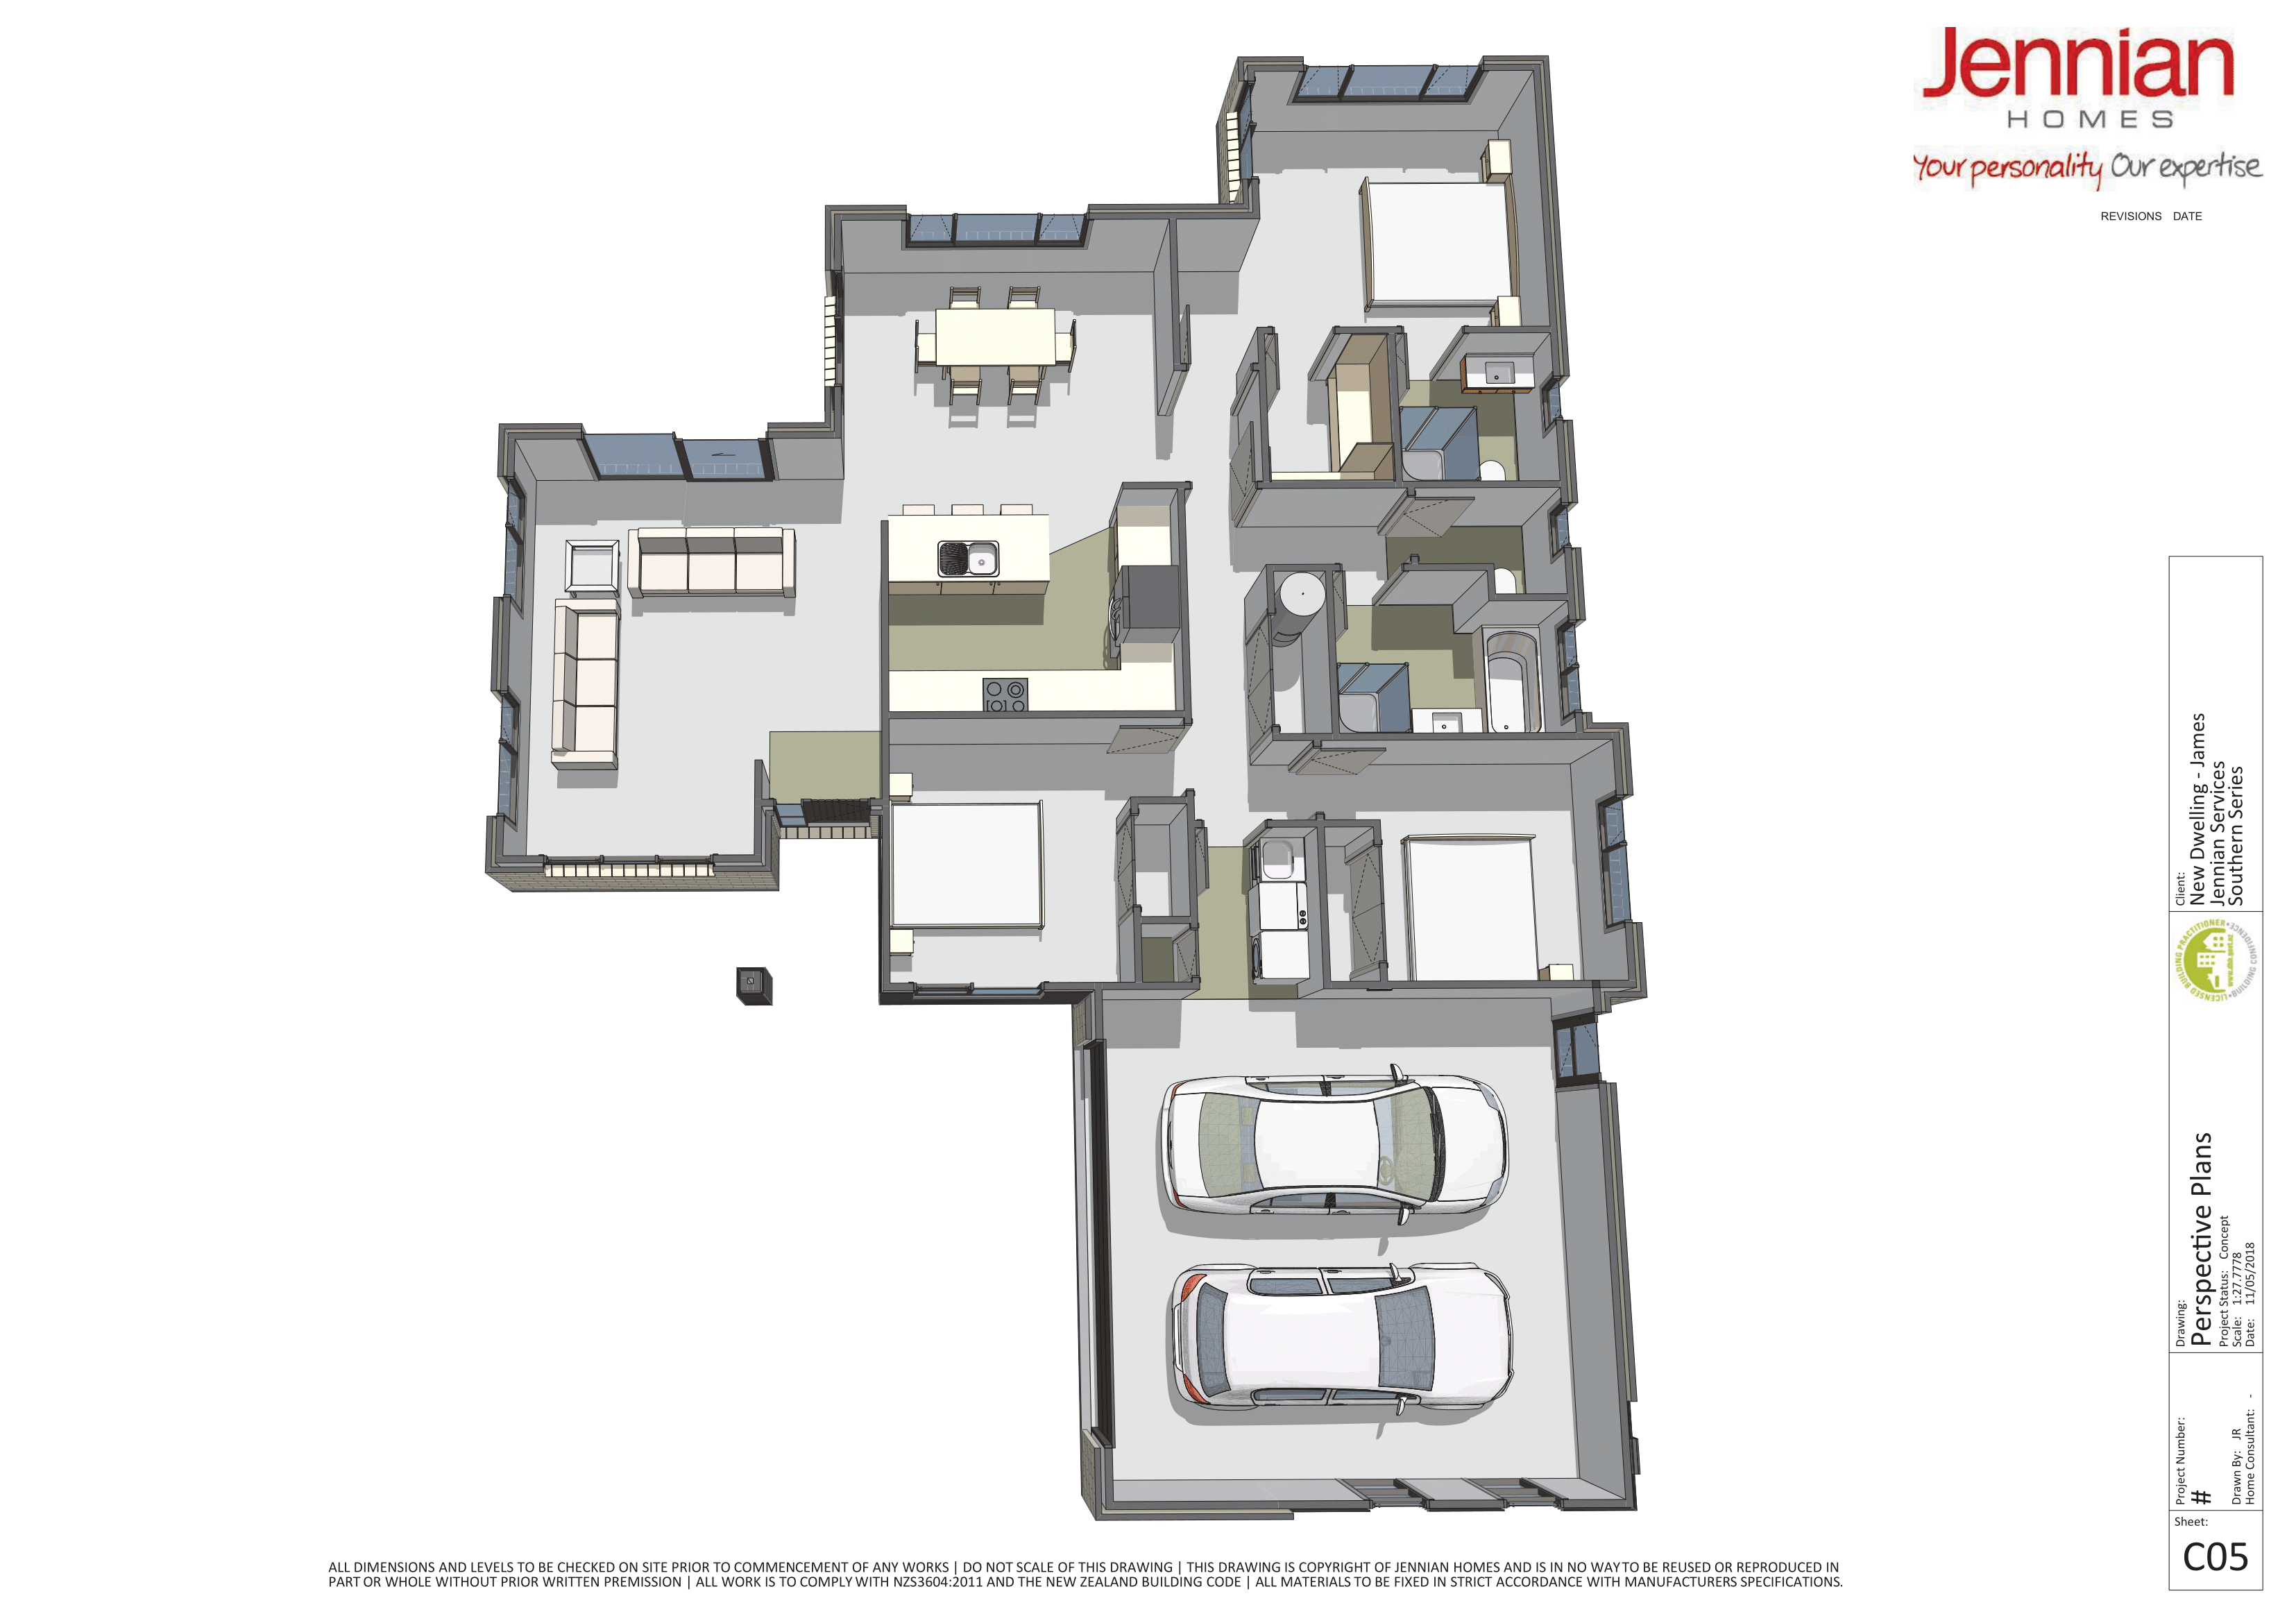 Jennian
HOMES
Your personality Our expertise
REVISIONS DATE
Client:
New Dwelling - James
Jennian Services
Southern Series
LICENSED BUILDING PRACTITIONER • BUILDING CONFIDENCE •
Drawing:
Perspective Plans
Project Status: Concept
Scale: 1:27.7778
Date: 11/05/2018
Project Number:
#
Drawn By: JR
Home Consultant: -
Sheet:
C05
ALL DIMENSIONS AND LEVELS TO BE CHECKED ON SITE PRIOR TO COMMENCEMENT OF ANY WORKS | DO NOT SCALE OF THIS DRAWING | THIS DRAWING IS COPYRIGHT OF JENNIAN HOMES AND IS IN NO WAY TO BE REUSED OR REPRODUCED IN
PART OR WHOLE WITHOUT PRIOR WRITTEN PREMISSION | ALL WORK IS TO COMPLY WITH NZS3604:2011 AND THE NEW ZEALAND BUILDING CODE | ALL MATERIALS TO BE FIXED IN STRICT ACCORDANCE WITH MANUFACTURERS SPECIFICATIONS.